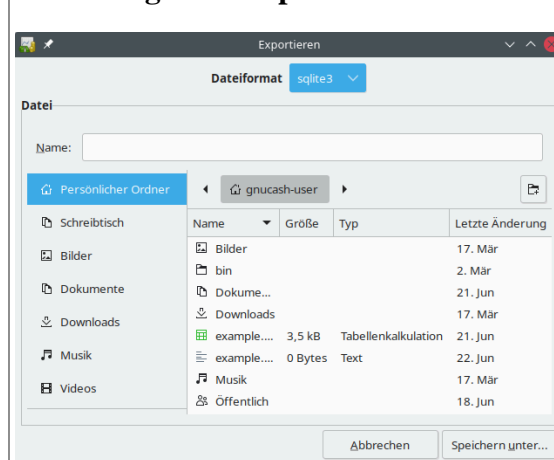 Exportieren
Dateiformat sqlite3
Datei
Name:
Persönlicher Ordner
Schreibtisch
Bilder
Dokumente
Downloads
Musik
Videos
gnucash-user
Name Größe Typ Letzte Änderung
Bilder 17. Mär
bin 2. Mär
Dokume... 21. Jun
Downloads 17. Mär
example.... 3,5 kB Tabellenkalkulation 21. Jun
example.... 0 Bytes Text 22. Jun
Musik 17. Mär
Öffentlich 18. Jun
Abbrechen Speichern unter...